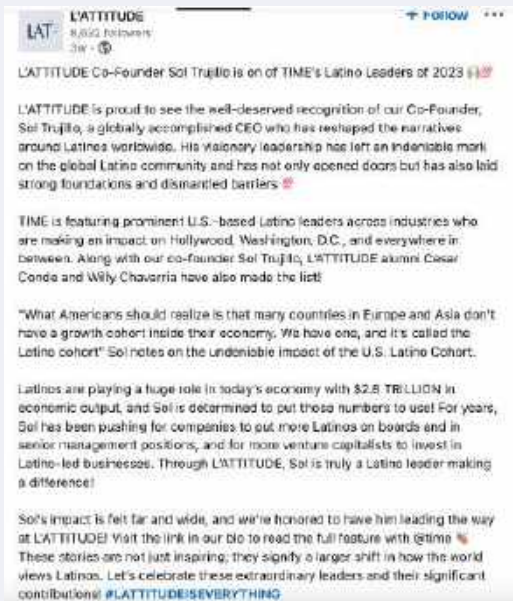 LAT
L'ATTITUDE
8,692 followers
3w
+ Follow
L'ATTITUDE Co-Founder Sol Trujillo is on of TIME's Latino Leaders of 2023 🙌💯
L'ATTITUDE is proud to see the well-deserved recognition of our Co-Founder,
Sol Trujillo, a globally accomplished CEO who has reshaped the narratives
around Latinos worldwide. His visionary leadership has left an indeniable mark
on the global Latino community and has not only opened doors but has also laid
strong foundations and dismantled barriers 💯
TIME is featuring prominent U.S.-based Latino leaders across industries who
are making an impact on Hollywood, Washington, D.C., and everywhere in
between. Along with our co-founder Sol Trujillo, L'ATTITUDE alumni Cesar
Conde and Willy Chavarria have also made the list!
"What Americans should realize is that many countries in Europe and Asia don't
have a growth cohort inside their economy. We have one, and it's called the
Latino cohort" Sol notes on the undeniable impact of the U.S. Latino Cohort.
Latinos are playing a huge role in today's economy with $2.8 TRILLION in
economic output, and Sol is determined to put those numbers to use! For years,
Sol has been pushing for companies to put more Latinos on boards and in
senior management positions, and for more venture capitalists to invest in
Latino-led businesses. Through L'ATTITUDE, Sol is truly a Latino leader making
a difference!
Sol's impact is felt far and wide, and we're honored to have him leading the way
at L'ATTITUDE! Visit the link in our bio to read the full feature with @time
These stories are not just inspiring; they signify a larger shift in how the world
views Latinos. Let's celebrate these extraordinary leaders and their significant
contributions! #LATTITUDEISEVERYTHING